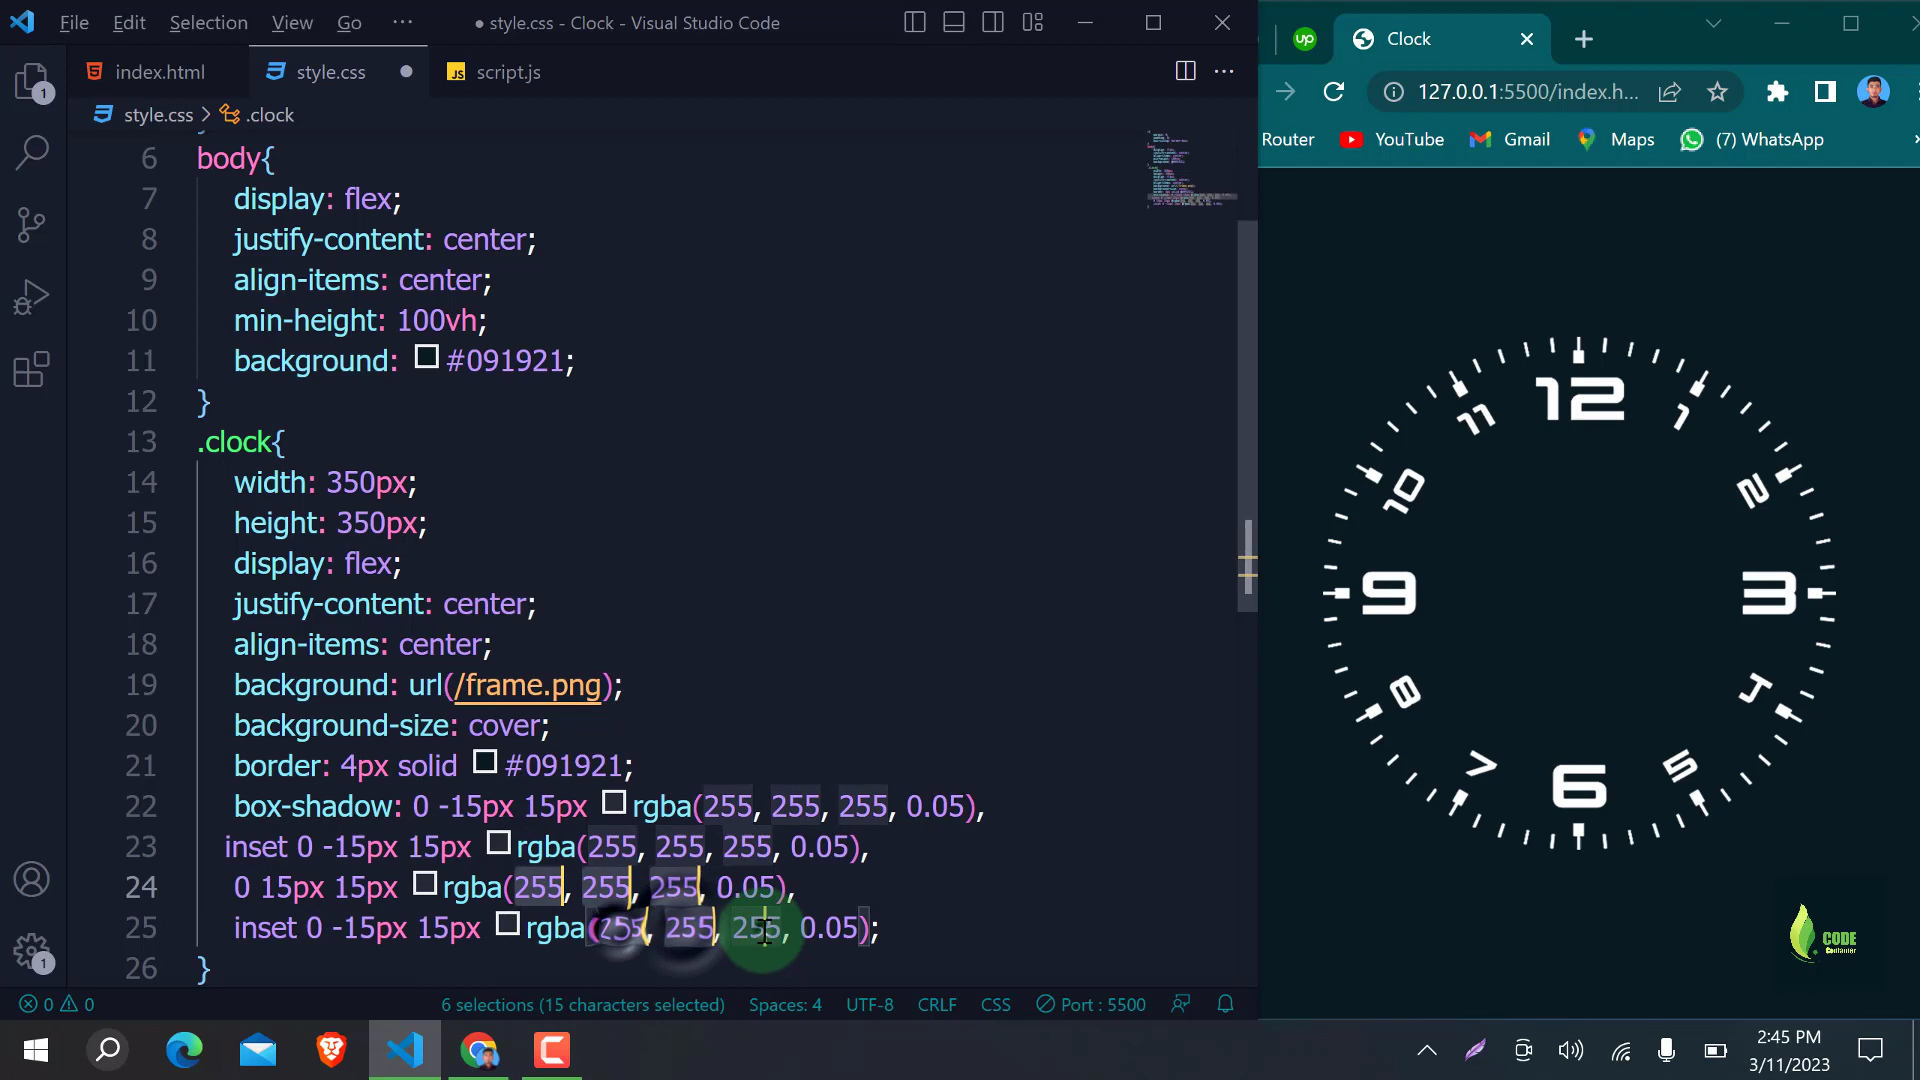 File Edit Selection View Go ··· ● style.css - Clock - Visual Studio Code
index.html style.css script.js
style.css > .clock
6 body{
7 display: flex;
8 justify-content: center;
9 align-items: center;
10 min-height: 100vh;
11 background: #091921;
12 }
13 .clock{
14 width: 350px;
15 height: 350px;
16 display: flex;
17 justify-content: center;
18 align-items: center;
19 background: url(/frame.png);
20 background-size: cover;
21 border: 4px solid #091921;
22 box-shadow: 0 -15px 15px rgba(255, 255, 255, 0.05),
23 inset 0 -15px 15px rgba(255, 255, 255, 0.05),
24 0 15px 15px rgba(255, 255, 255, 0.05),
25 inset 0 -15px 15px rgba(255, 255, 255, 0.05);
26 }
1
1
0 0 6 selections (15 characters selected) Spaces: 4 UTF-8 CRLF CSS Port : 5500
up Clock
127.0.0.1:5500/index.h...
Router YouTube Gmail Maps (7) WhatsApp
12
11 1
10 2
9 3
8 4
7 5
6
CODE
Container
2:45 PM
3/11/2023